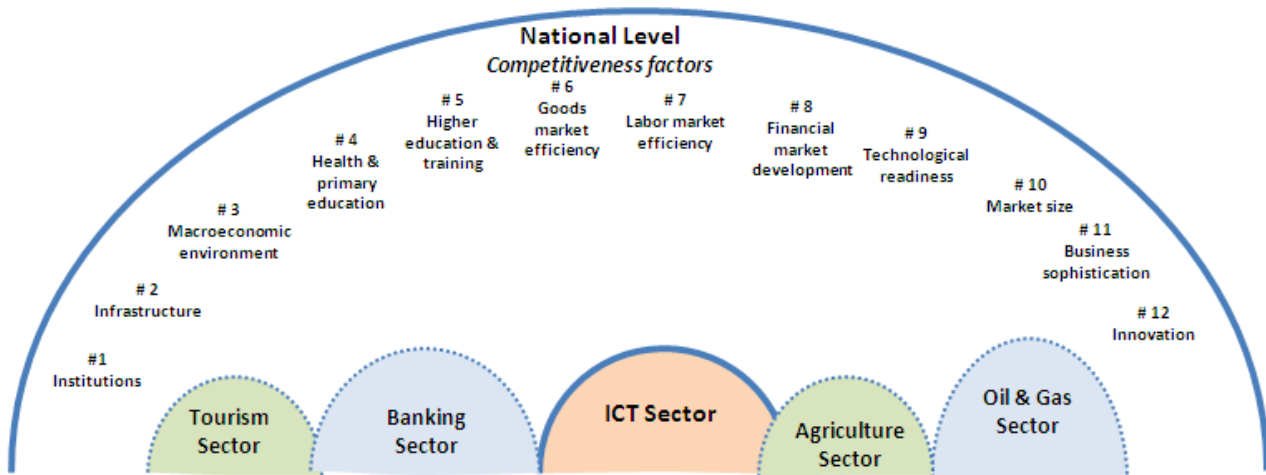 National Level
Competitiveness factors
#1
Institutions
# 2
Infrastructure
# 3
Macroeconomic
environment
# 4
Health &
primary
education
# 5
Higher
education &
training
# 6
Goods
market
efficiency
# 7
Labor market
efficiency
# 8
Financial
market
development
# 9
Technological
readiness
# 10
Market size
# 11
Business
sophistication
# 12
Innovation
Tourism
Sector
Banking
Sector
ICT Sector
Agriculture
Sector
Oil & Gas
Sector